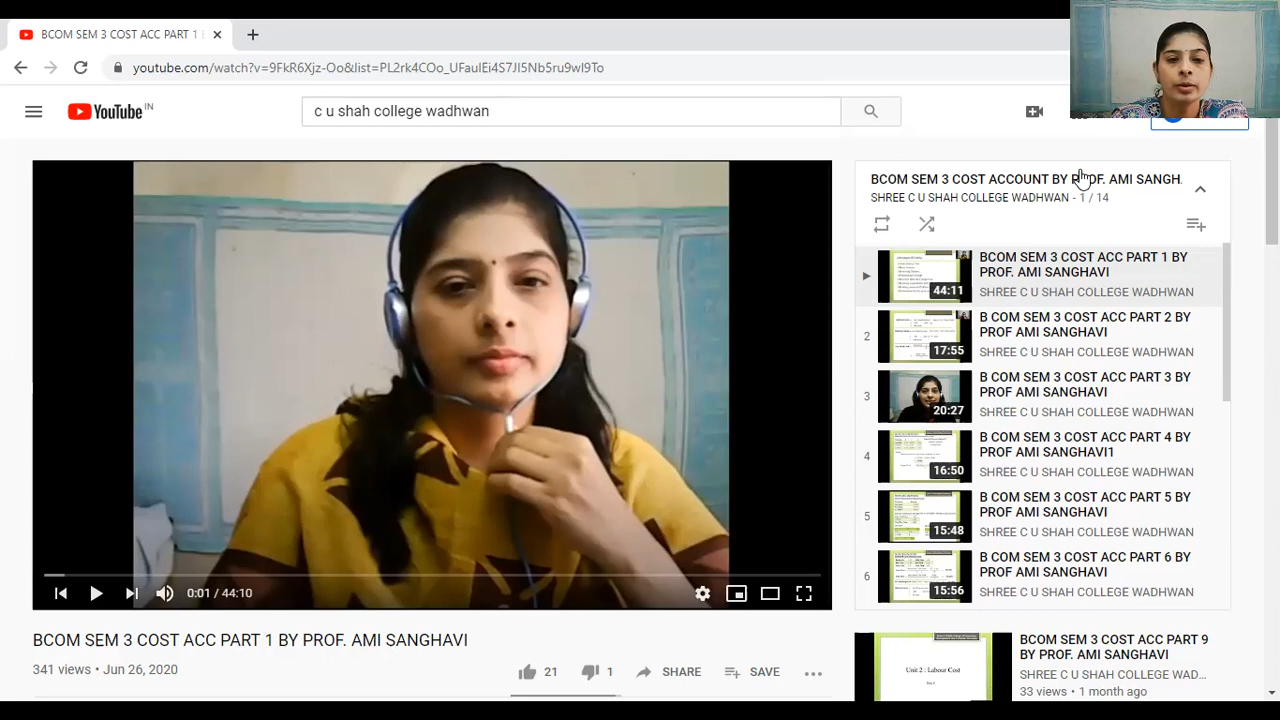 BCOM SEM 3 COST ACC PART 1
youtube.com/watch?v=9FkR6Xjz-Oo&list=PL2rk4COo_UFaulEi4S7Jl5Nb5ru9wI9To
YouTube IN
c u shah college wadhwan
BCOM SEM 3 COST ACCOUNT BY PROF. AMI SANGH.
SHREE C U SHAH COLLEGE WADHWAN - 1 / 14
BCOM SEM 3 COST ACC PART 1 BY
PROF. AMI SANGHAVI
44:11
SHREE C U SHAH COLLEGE WADHWAN
2
B COM SEM 3 COST ACC PART 2 BY
PROF AMI SANGHAVI
17:55
SHREE C U SHAH COLLEGE WADHWAN
3
B COM SEM 3 COST ACC PART 3 BY
PROF AMI SANGHAVI
20:27
SHREE C U SHAH COLLEGE WADHWAN
4
B COM SEM 3 COST ACC PART 4 BY
PROF AMI SANGHAVI1
16:50
SHREE C U SHAH COLLEGE WADHWAN
5
B COM SEM 3 COST ACC PART 5 BY
PROF AMI SANGHAVI
15:48
SHREE C U SHAH COLLEGE WADHWAN
6
B COM SEM 3 COST ACC PART 6 BY
PROF AMI SANGHAVI
15:56
SHREE C U SHAH COLLEGE WADHWAN
BCOM SEM 3 COST ACC PART 1 BY PROF. AMI SANGHAVI
341 views • Jun 26, 2020
21
1
SHARE
SAVE
Unit 2 : Labour Cost
BCOM SEM 3 COST ACC PART 9
BY PROF. AMI SANGHAVI
SHREE C U SHAH COLLEGE WAD...
33 views • 1 month ago